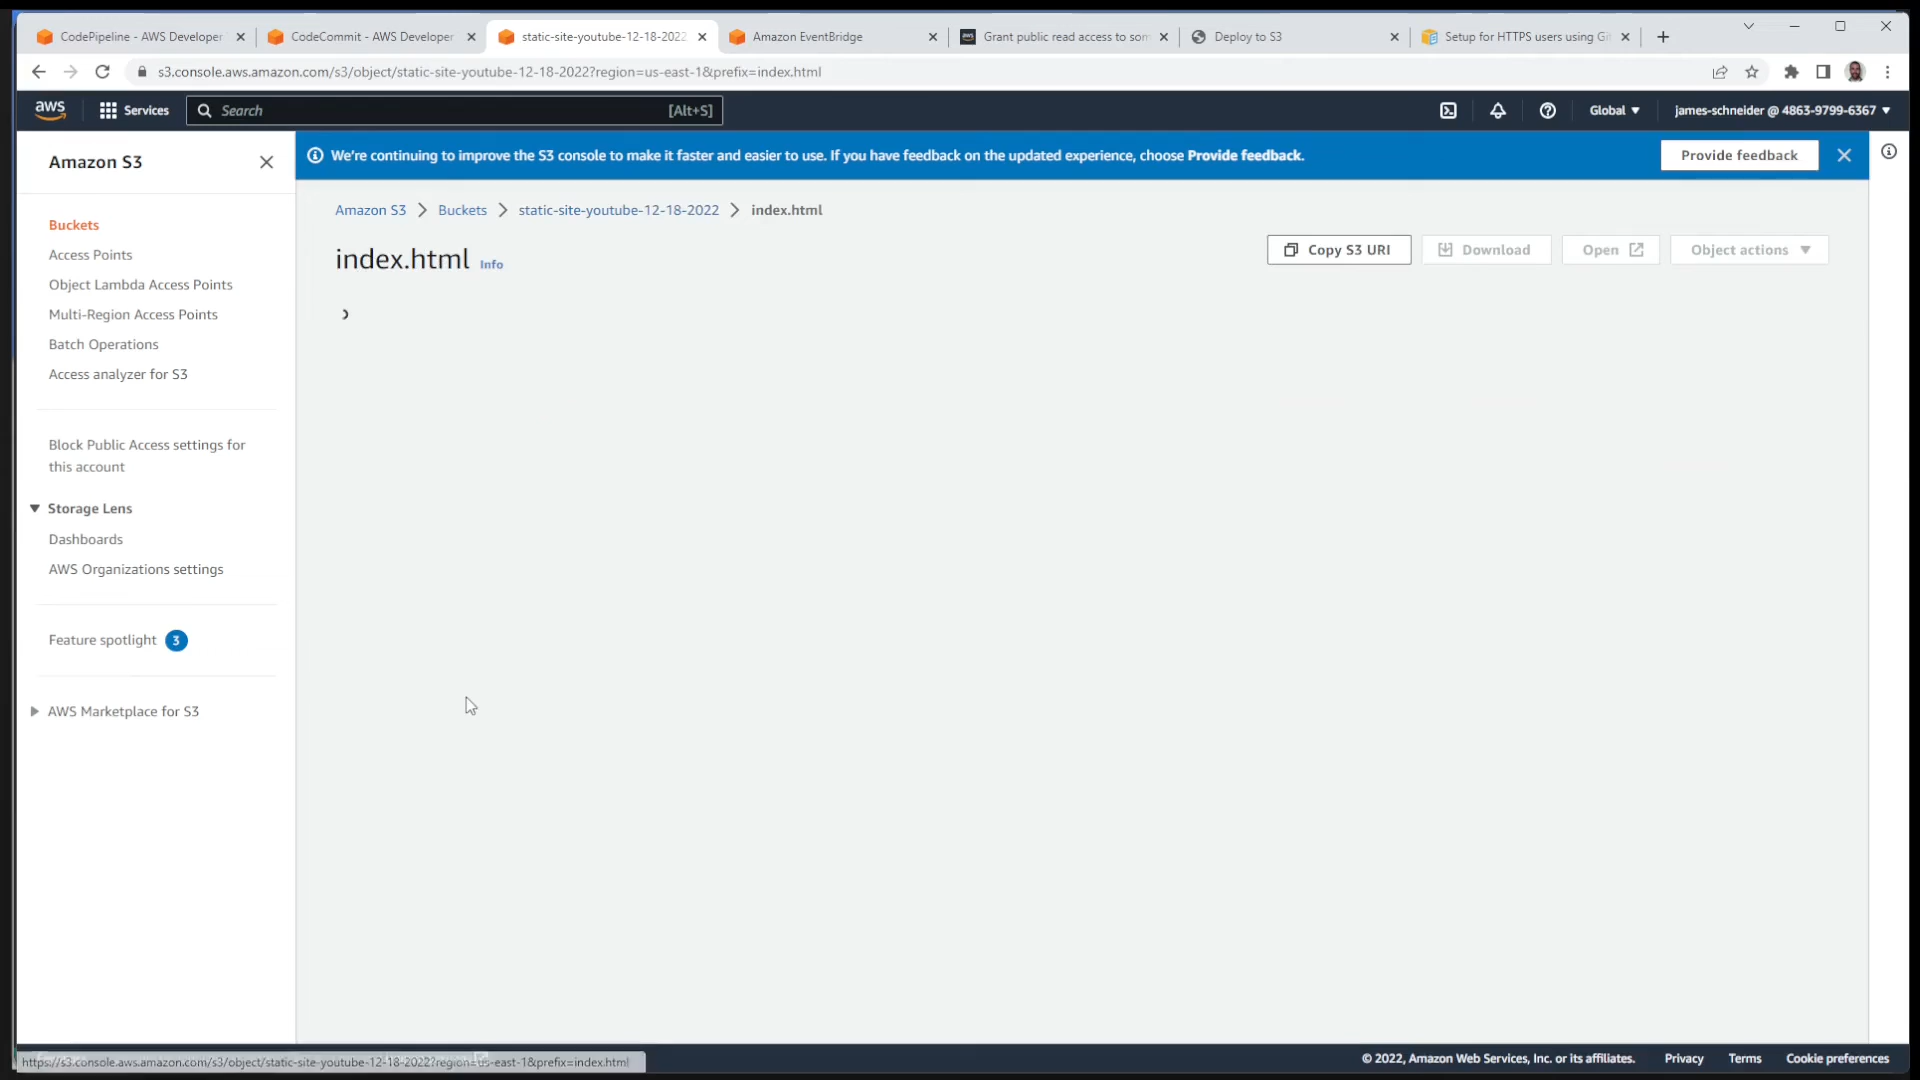 CodePipeline - AWS Developer
CodeCommit - AWS Developer
static-site-youtube-12-18-2022
Amazon EventBridge
Grant public read access to som
Deploy to S3
Setup for HTTPS users using Gi
s3.console.aws.amazon.com/s3/object/static-site-youtube-12-18-2022?region=us-east-1&prefix=index.html
aws
Services
Search
[Alt+S]
Global
james-schneider @ 4863-9799-6367
Amazon S3
We're continuing to improve the S3 console to make it faster and easier to use. If you have feedback on the updated experience, choose Provide feedback.
Provide feedback
Buckets
Access Points
Object Lambda Access Points
Multi-Region Access Points
Batch Operations
Access analyzer for S3
Block Public Access settings for
this account
Storage Lens
Dashboards
AWS Organizations settings
Feature spotlight 3
AWS Marketplace for S3
Amazon S3 > Buckets > static-site-youtube-12-18-2022 > index.html
index.html Info
Copy S3 URI
Download
Open
Object actions
https://s3.console.aws.amazon.com/s3/object/static-site-youtube-12-18-2022?region=us-east-1&prefix=index.html
© 2022, Amazon Web Services, Inc. or its affiliates.
Privacy
Terms
Cookie preferences